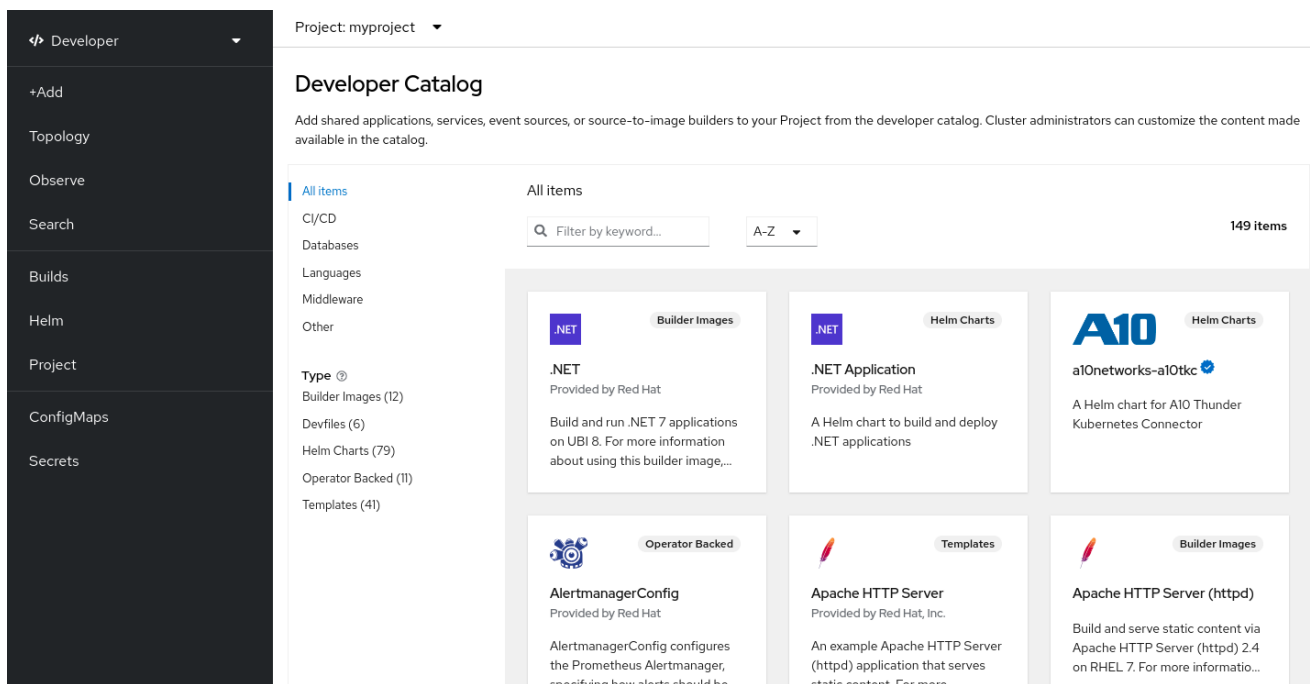 Developer
+Add
Topology
Observe
Search
Builds
Helm
Project
ConfigMaps
Secrets
Project: myproject
Developer Catalog
Add shared applications, services, event sources, or source-to-image builders to your Project from the developer catalog. Cluster administrators can customize the content made
available in the catalog.
All items
CI/CD
Databases
Languages
Middleware
Other
Type
Builder Images (12)
Devfiles (6)
Helm Charts (79)
Operator Backed (11)
Templates (41)
All items
Filter by keyword...
A-Z
149 items
.NET
Builder Images
.NET
Provided by Red Hat
Build and run .NET 7 applications
on UBI 8. For more information
about using this builder image,...
.NET
Helm Charts
.NET Application
Provided by Red Hat
A Helm chart to build and deploy
.NET applications
A10
Helm Charts
a10networks-a10tkc
A Helm chart for A10 Thunder
Kubernetes Connector
Operator Backed
AlertmanagerConfig
Provided by Red Hat
AlertmanagerConfig configures
the Prometheus Alertmanager,
specifying how alerts should be
Templates
Apache HTTP Server
Provided by Red Hat, Inc.
An example Apache HTTP Server
(httpd) application that serves
static content. For more
Builder Images
Apache HTTP Server (httpd)
Build and serve static content via
Apache HTTP Server (httpd) 2.4
on RHEL 7. For more informatio...